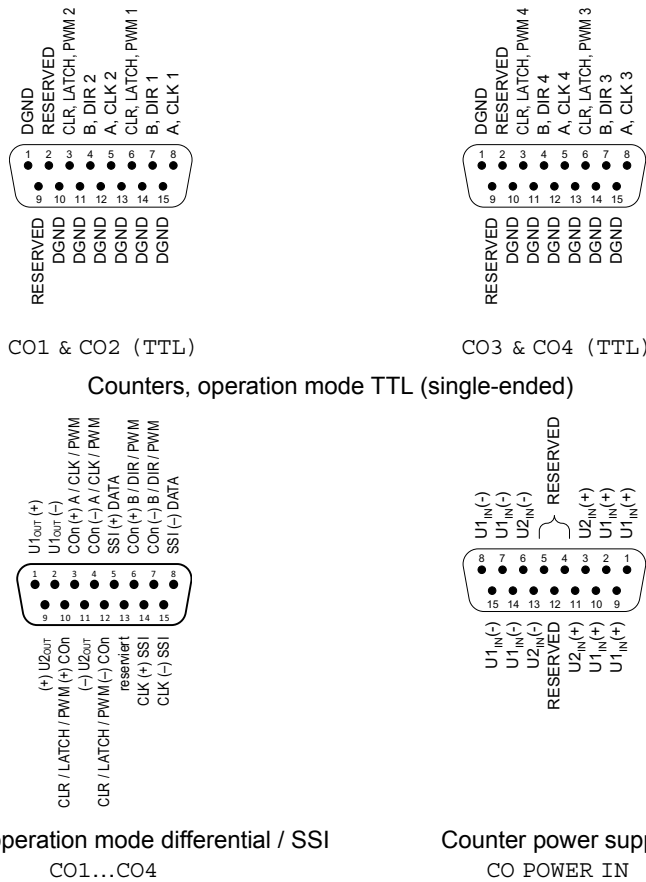 DGND
RESERVED
CLR, LATCH, PWM 2
B, DIR 2
A, CLK 2
CLR, LATCH, PWM 1
B, DIR 1
A, CLK 1
1 2 3 4 5 6 7 8
9 10 11 12 13 14 15
RESERVED
DGND
DGND
DGND
DGND
DGND
DGND
CO1 & CO2 (TTL)
DGND
RESERVED
CLR, LATCH, PWM 4
B, DIR 4
A, CLK 4
CLR, LATCH, PWM 3
B, DIR 3
A, CLK 3
1 2 3 4 5 6 7 8
9 10 11 12 13 14 15
RESERVED
DGND
DGND
DGND
DGND
DGND
DGND
CO3 & CO4 (TTL)
Counters, operation mode TTL (single-ended)
U1OUT (+)
U1OUT (–)
COn (+) A / CLK / PWM
COn (–) A / CLK / PWM
SSI (+) DATA
COn (+) B / DIR / PWM
COn (–) B / DIR / PWM
SSI (–) DATA
1 2 3 4 5 6 7 8
9 10 11 12 13 14 15
(+) U2OUT
CLR / LATCH / PWM (+) COn
(–) U2OUT
CLR / LATCH / PWM (–) COn
reserviert
CLK (+) SSI
CLK (–) SSI
peration mode differential / SSI
CO1...CO4
U1IN(-)
U1IN(-)
U2IN(-)
RESERVED
U2IN(+)
U1IN(+)
U1IN(+)
8 7 6 5 4 3 2 1
15 14 13 12 11 10 9
U1IN(-)
U1IN(-)
U2IN(-)
RESERVED
U2IN(+)
U1IN(+)
U1IN(+)
Counter power supp
CO POWER IN